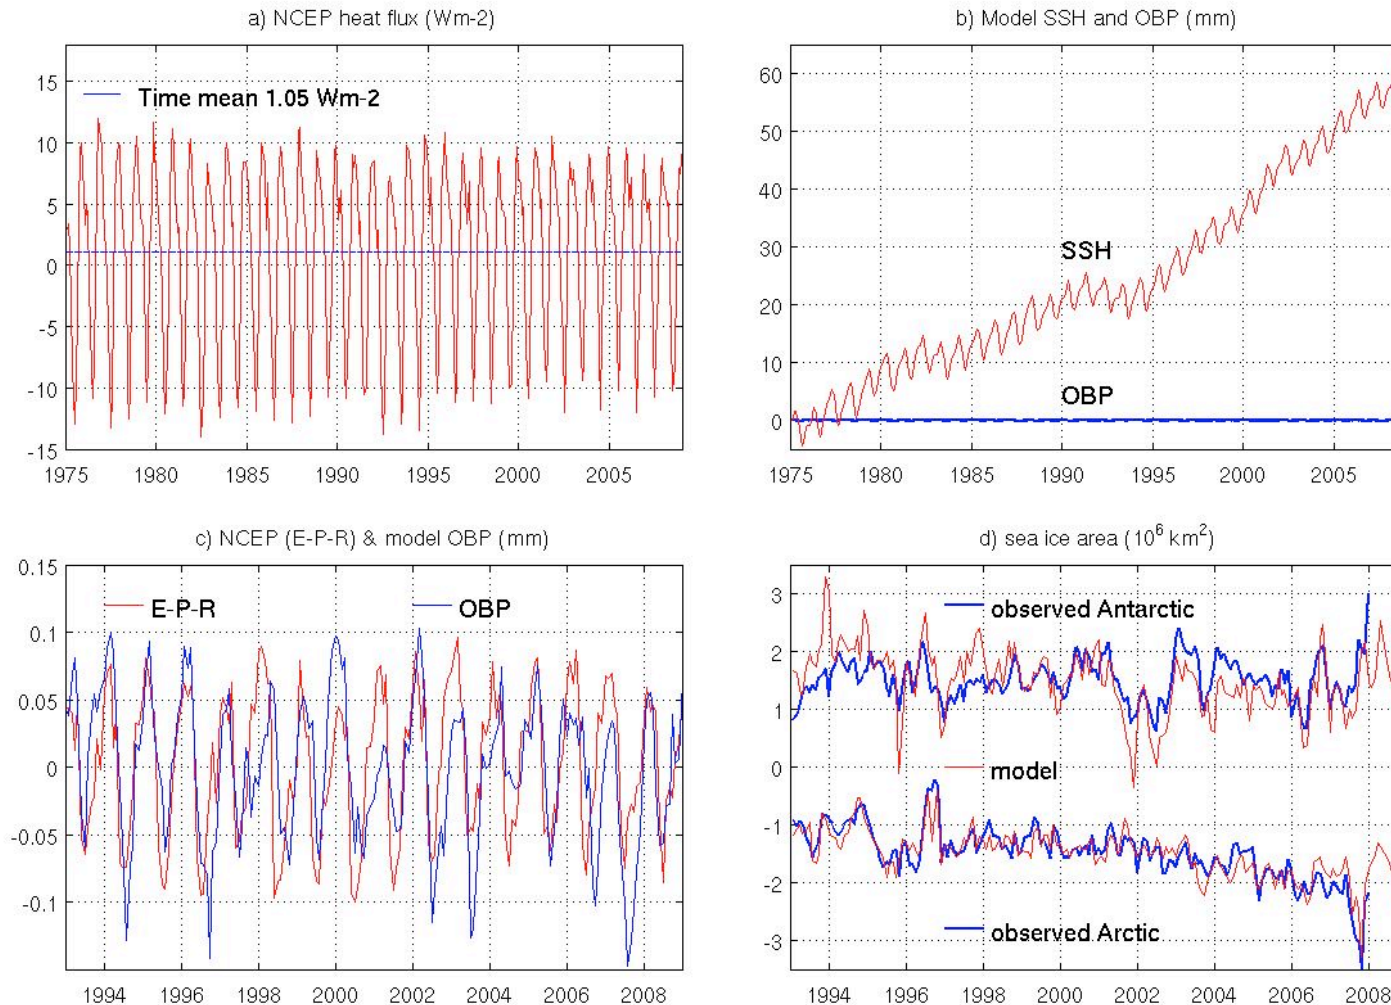 a) NCEP heat flux (Wm-2)
Time mean 1.05 Wm-2
15
10
5
0
-5
-10
-15
1975 1980 1985 1990 1995 2000 2005
b) Model SSH and OBP (mm)
60
50
40
30
20
10
0
SSH
OBP
1975 1980 1985 1990 1995 2000 2005
c) NCEP (E-P-R) & model OBP (mm)
0.15
0.1
0.05
0
-0.05
-0.1
E-P-R OBP
1994 1996 1998 2000 2002 2004 2006 2008
d) sea ice area (10^6 km^2)
3
2
1
0
-1
-2
-3
observed Antarctic
model
observed Arctic
1994 1996 1998 2000 2002 2004 2006 2008